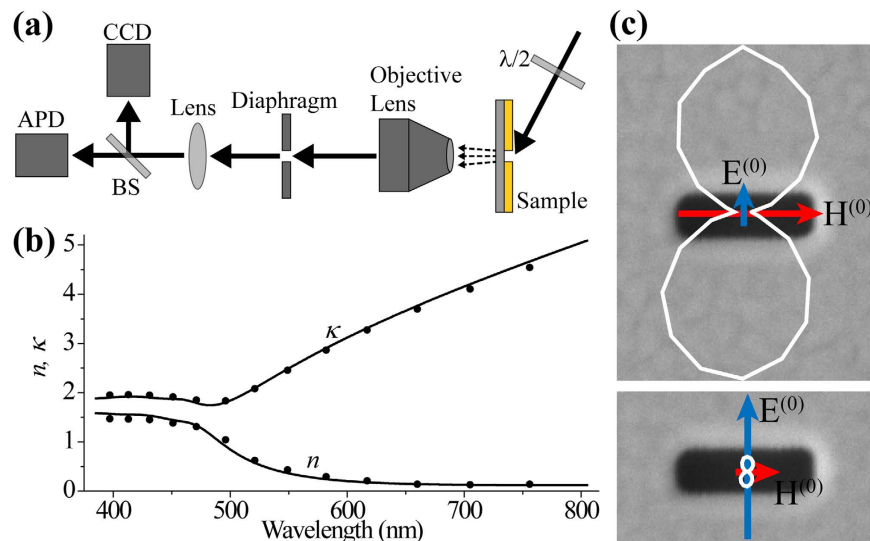 (a)
CCD
APD
Lens
BS
Diaphragm
Objective
Lens
λ/2
Sample
(b)
n, κ
5
4
3
2
1
0
κ
n
400
500
600
700
800
Wavelength (nm)
(c)
E(0)
H(0)
E(0)
H(0)